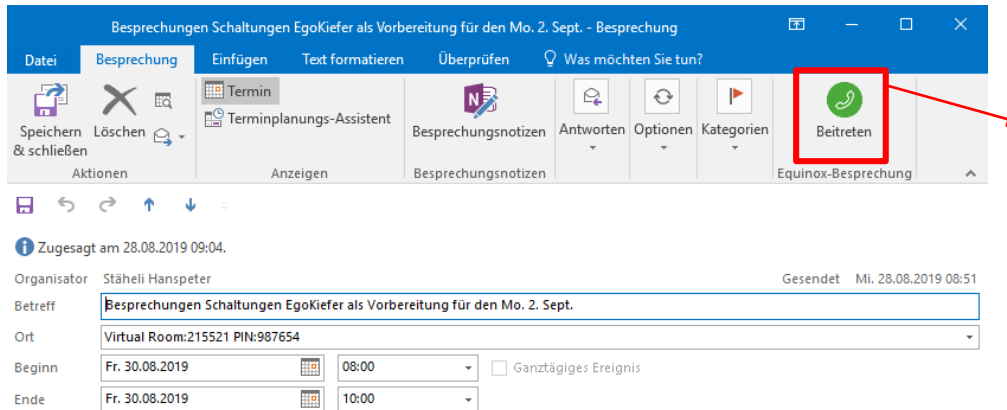 Besprechungen Schaltungen EgoKiefer als Vorbereitung für den Mo. 2. Sept. - Besprechung
Datei Besprechung Einfügen Text formatieren Überprüfen Was möchten Sie tun?
Speichern & schließen
Löschen
Aktionen
Termin
Terminplanungs-Assistent
Anzeigen
N
Besprechungsnotizen
Besprechungsnotizen
Antworten
Optionen
Kategorien
Beitreten
Equinox-Besprechung
Zugesagt am 28.08.2019 09:04.
Organisator Stäheli Hanspeter Gesendet Mi. 28.08.2019 08:51
Betreff Besprechungen Schaltungen EgoKiefer als Vorbereitung für den Mo. 2. Sept.
Ort Virtual Room:215521 PIN:987654
Beginn Fr. 30.08.2019 08:00 Ganztägiges Ereignis
Ende Fr. 30.08.2019 10:00